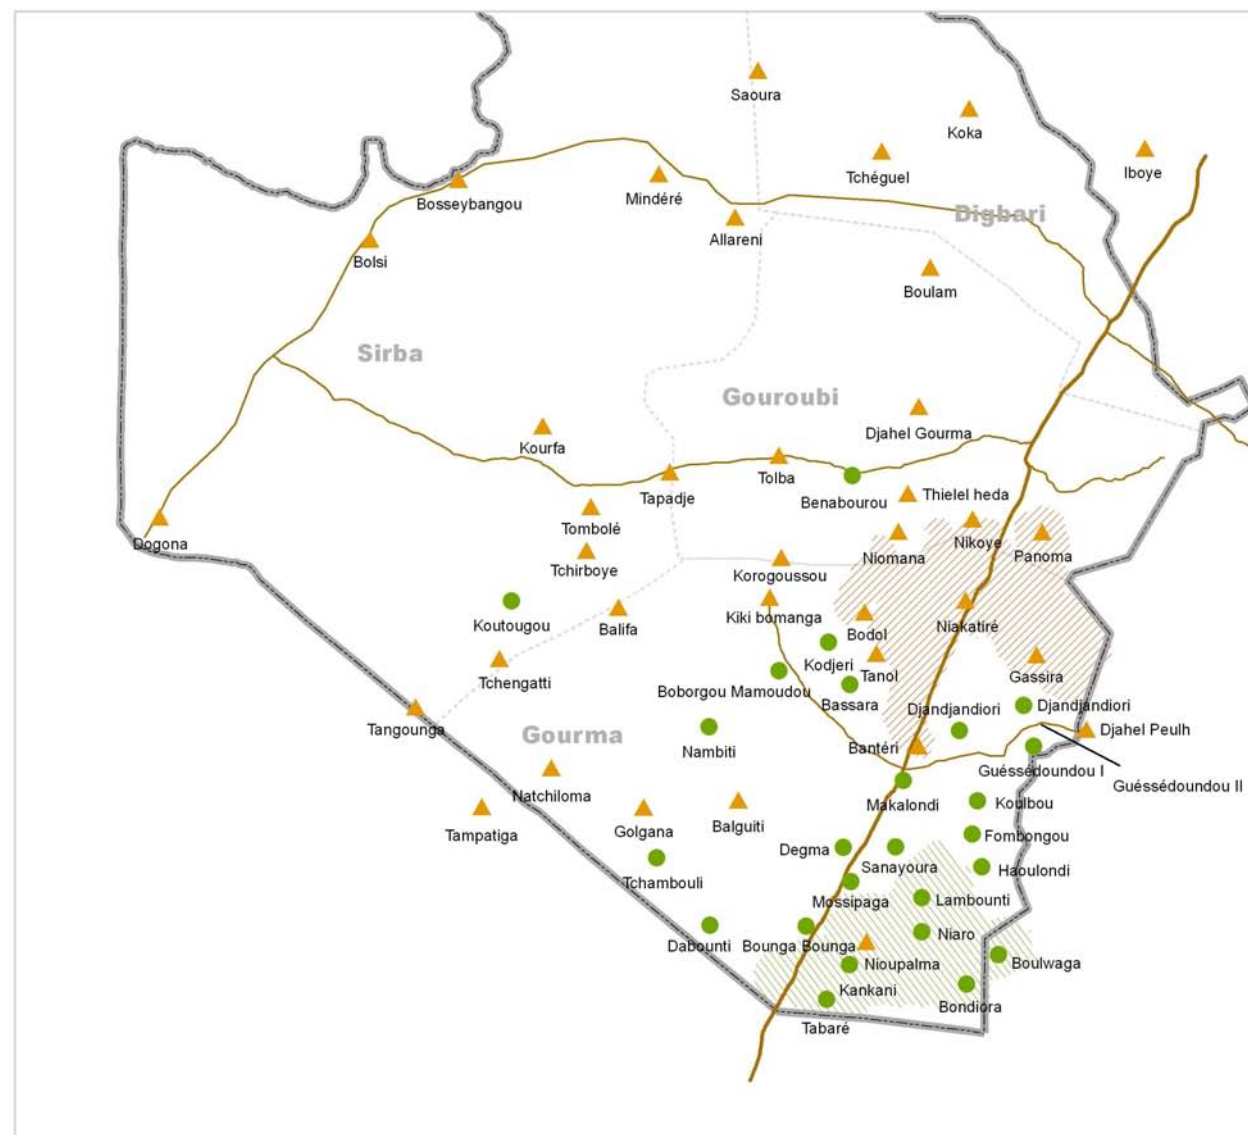 Saoura
Koka
Tchéguel
Iboye
Mindéré
Bosseybangou
Digbari
Allareni
Bolsi
Boulam
Sirba
Gouroubi
Djahel Gourma
Kourfa
Tolba
Tapadje
Benabourou
Thielel heda
Tombolé
Dogona
Nikoye
Niomana
Panoma
Tchirboye
Korogoussou
Kiki bomanga
Koutougou
Balifa
Bodol
Niakatiré
Kodjeri
Tanol
Gassira
Tchengatti
Boborgou Mamoudou
Bassara
Djandjandiori
Djandjandiori
Tangounga
Gourma
Djahel Peulh
Nambiti
Bantéri
Guéssédoundou I
Guéssédoundou II
Natchiloma
Makalondi
Koulbou
Tampatiga
Golgana
Balguiti
Fombongou
Degma
Sanayoura
Haoulondi
Tchambouli
Mossipaga
Lambounti
Niaro
Dabounti
Bounga Bounga
Nioupalma
Boulwaga
Kankani
Bondiora
Tabaré